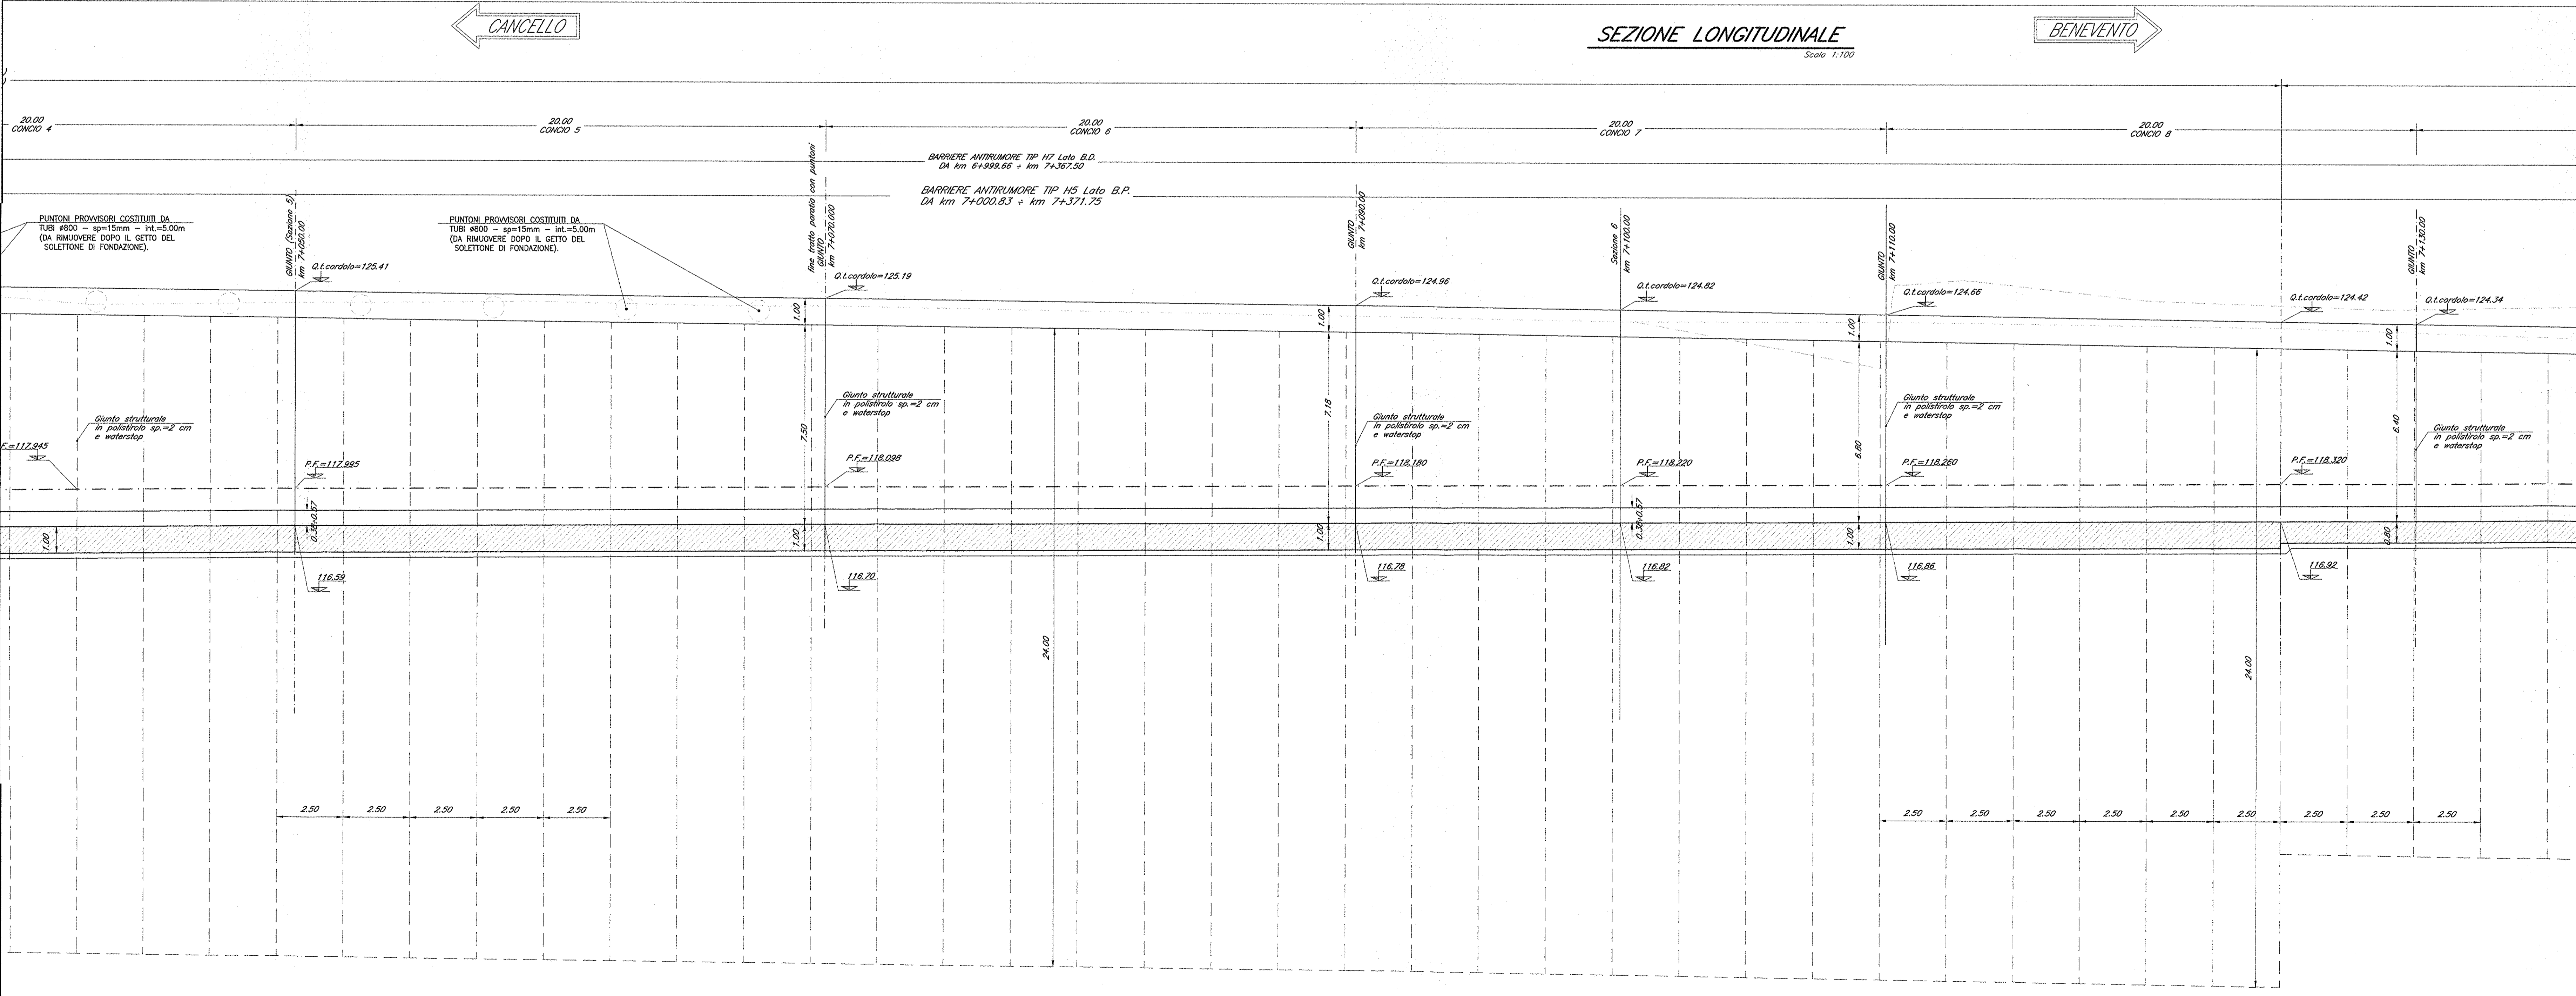 CANCELLO
SEZIONE LONGITUDINALE
Scala 1:100
BENEVENTO
20.00
CONCIO 4
20.00
CONCIO 5
20.00
CONCIO 6
20.00
CONCIO 7
20.00
CONCIO 8
BARRIERE ANTIRUMORE TIP H7 Lato B.D.
DA km 6+999.66 ÷ km 7+367.50
BARRIERE ANTIRUMORE TIP H5 Lato B.P.
DA km 7+000.83 ÷ km 7+371.75
PUNTONI PROVVISORI COSTITUITI DA
TUBI ø800 - sp=15mm - int.=5.00m
(DA RIMUOVERE DOPO IL GETTO DEL
SOLETTONE DI FONDAZIONE).
GIUNTO (Sezione 5)
km 7+050.00
PUNTONI PROVVISORI COSTITUITI DA
TUBI ø800 - sp=15mm - int.=5.00m
(DA RIMUOVERE DOPO IL GETTO DEL
SOLETTONE DI FONDAZIONE).
fine tratto paratia con puntoni
GIUNTO
km 7+070.000
GIUNTO
km 7+090.00
Sezione 6
km 7+100.00
GIUNTO
km 7+110.00
GIUNTO
km 7+130.00
Q.t.cordolo=125.41
Q.t.cordolo=125.19
Q.t.cordolo=124.96
Q.t.cordolo=124.82
Q.t.cordolo=124.66
Q.t.cordolo=124.42
Q.t.cordolo=124.34
1.00
1.00
1.00
1.00
Giunto strutturale
in polistirolo sp.=2 cm
e waterstop
Giunto strutturale
in polistirolo sp.=2 cm
e waterstop
Giunto strutturale
in polistirolo sp.=2 cm
e waterstop
Giunto strutturale
in polistirolo sp.=2 cm
e waterstop
Giunto strutturale
in polistirolo sp.=2 cm
e waterstop
7.50
7.18
6.80
6.40
F.=117.945
P.F.=117.995
P.F.=118.098
P.F.=118.180
P.F.=118.220
P.F.=118.260
P.F.=118.320
1.00
0.38÷0.57
1.00
1.00
0.38÷0.57
1.00
0.80
116.59
116.70
116.78
116.82
116.86
116.92
24.00
24.00
2.50
2.50
2.50
2.50
2.50
2.50
2.50
2.50
2.50
2.50
2.50
2.50
2.50
2.50